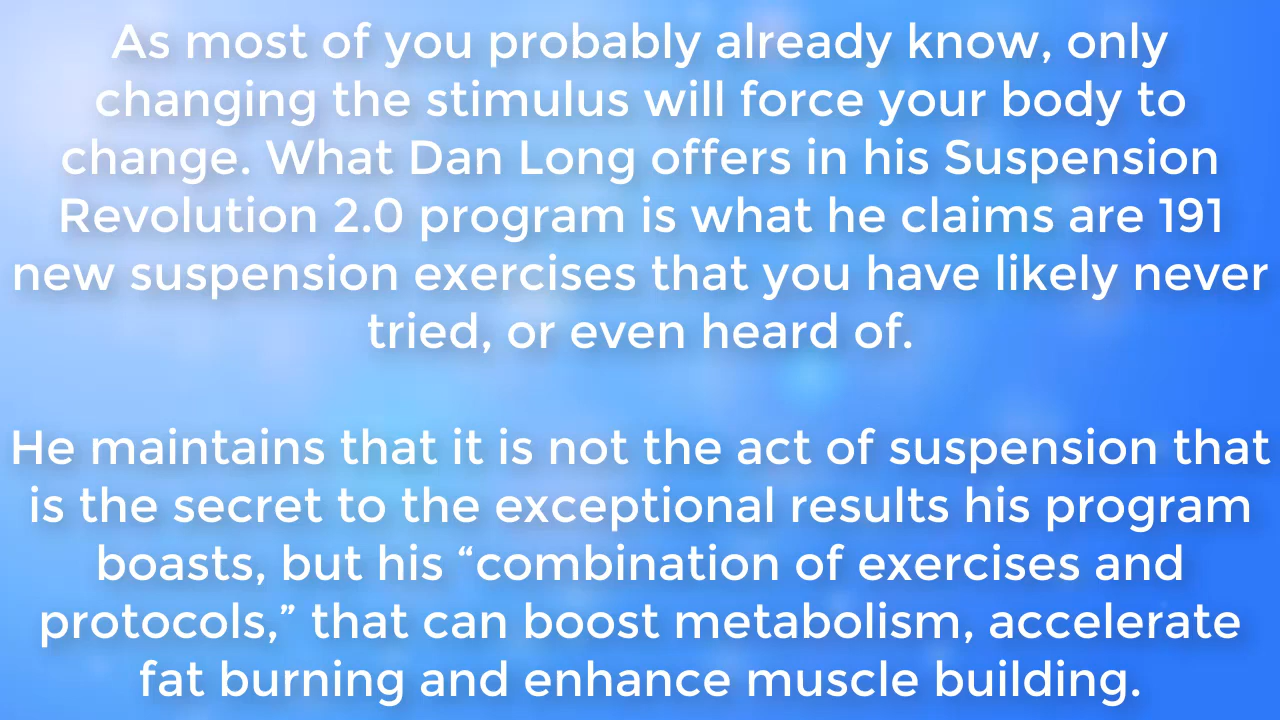 As most of you probably already know, only
changing the stimulus will force your body to
change. What Dan Long offers in his Suspension
Revolution 2.0 program is what he claims are 191
new suspension exercises that you have likely never
tried, or even heard of.
He maintains that it is not the act of suspension that
is the secret to the exceptional results his program
boasts, but his “combination of exercises and
protocols,” that can boost metabolism, accelerate
fat burning and enhance muscle building.